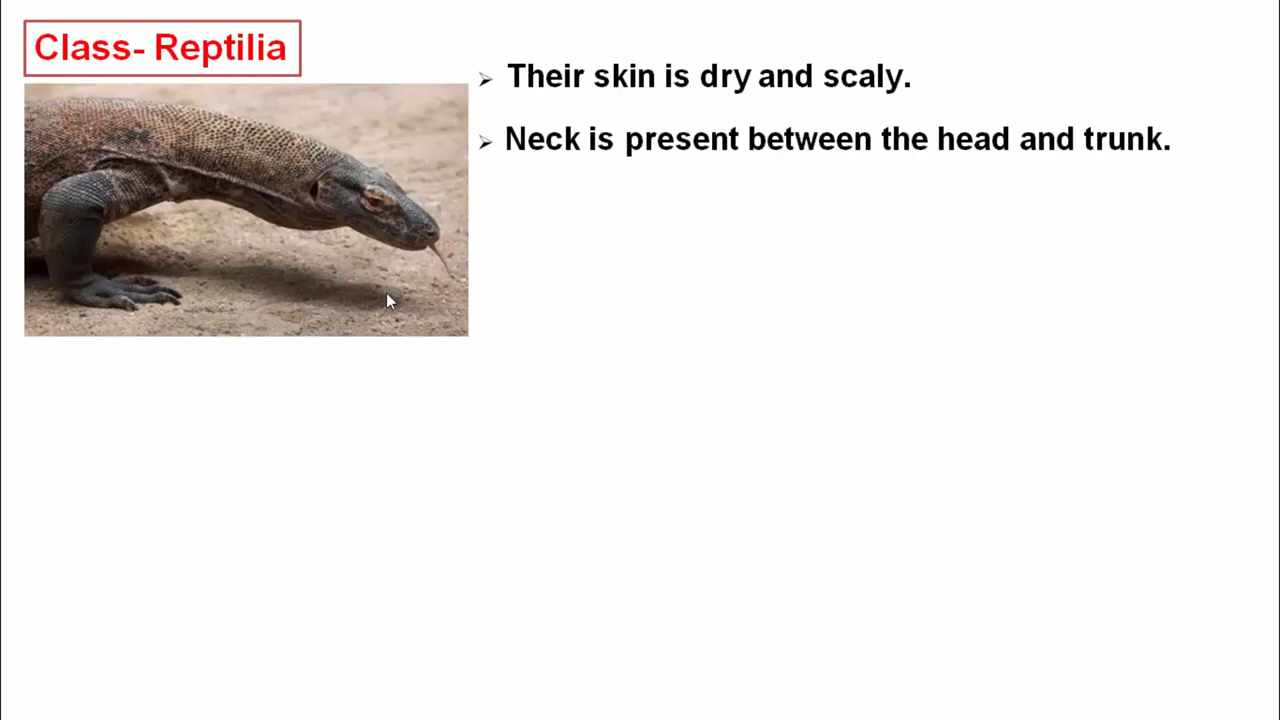 Class- Reptilia
Their skin is dry and scaly.
Neck is present between the head and trunk.